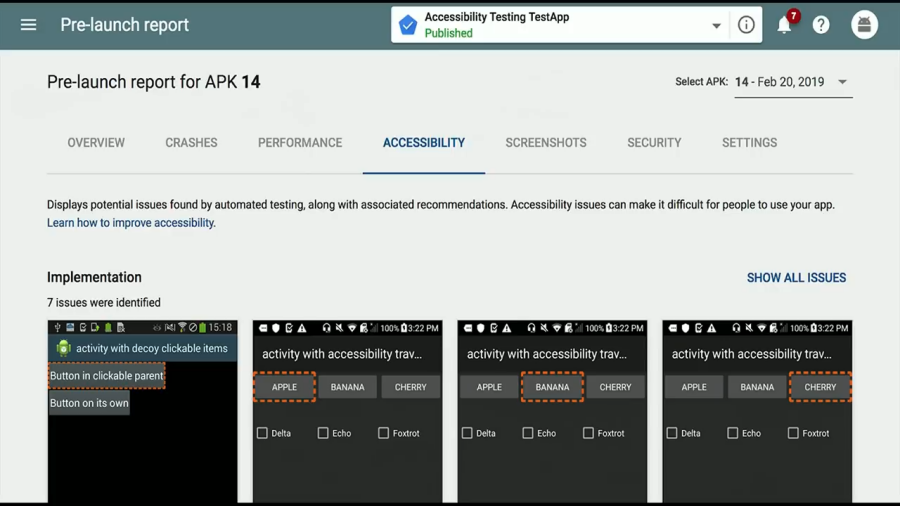 Pre-launch report
Accessibility Testing TestApp
Published
7
Pre-launch report for APK 14
Select APK: 14 - Feb 20, 2019
OVERVIEW CRASHES PERFORMANCE ACCESSIBILITY SCREENSHOTS SECURITY SETTINGS
Displays potential issues found by automated testing, along with associated recommendations. Accessibility issues can make it difficult for people to use your app.
Learn how to improve accessibility.
Implementation
SHOW ALL ISSUES
7 issues were identified
15:18
activity with decoy clickable items
Button in clickable parent
Button on its own
100% 3:22 PM
activity with accessibility trav...
APPLE BANANA CHERRY
Delta Echo Foxtrot
100% 3:22 PM
activity with accessibility trav...
APPLE BANANA CHERRY
Delta Echo Foxtrot
100% 3:22 PM
activity with accessibility trav...
APPLE BANANA CHERRY
Delta Echo Foxtrot